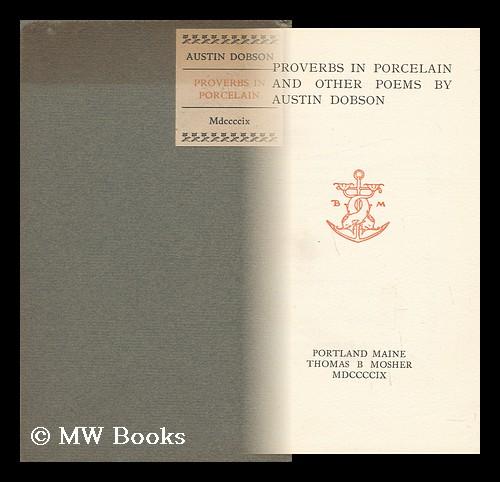 AUSTIN DOBSON
PROVERBS IN
PORCELAIN
Mdccccix
PROVERBS IN PORCELAIN
AND OTHER POEMS BY
AUSTIN DOBSON
B M
PORTLAND MAINE
THOMAS B MOSHER
MDCCCCIX
© MW Books